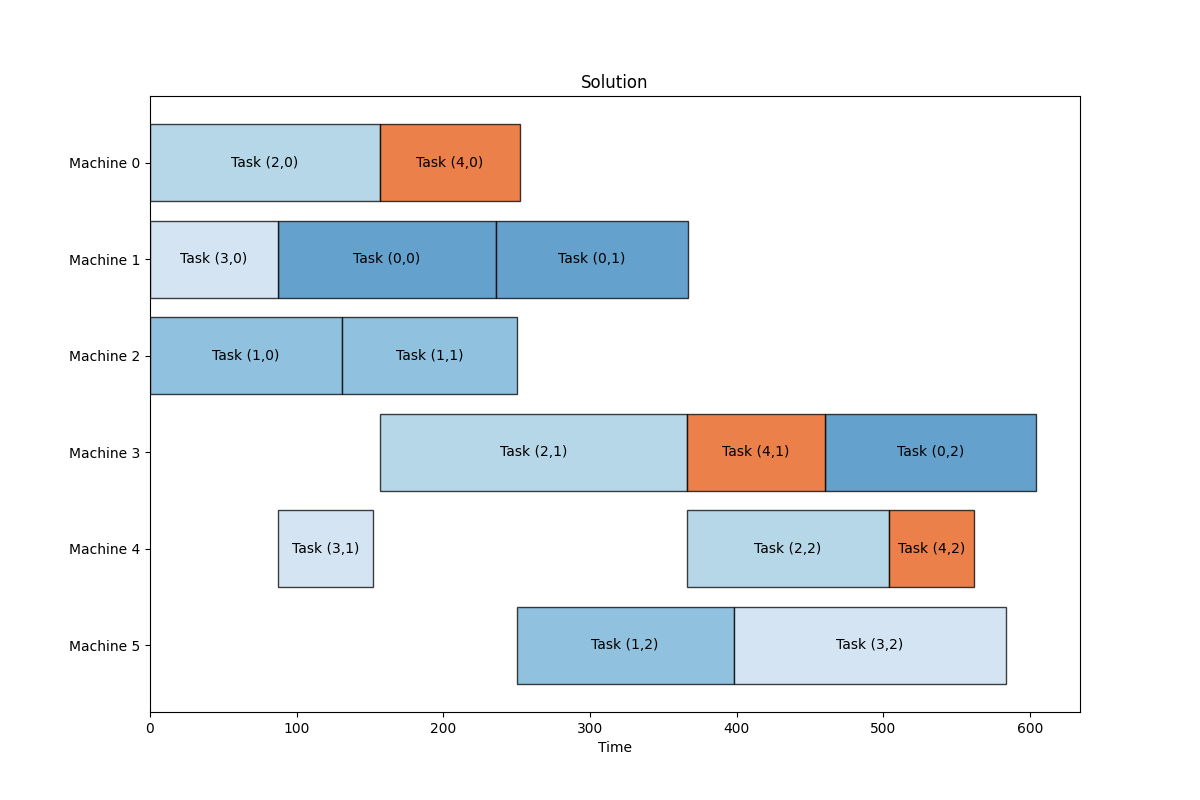 Solution
Machine 0
Task (2,0)
Task (4,0)
Machine 1
Task (3,0)
Task (0,0)
Task (0,1)
Machine 2
Task (1,0)
Task (1,1)
Machine 3
Task (2,1)
Task (4,1)
Task (0,2)
Machine 4
Task (3,1)
Task (2,2)
Task (4,2)
Machine 5
Task (1,2)
Task (3,2)
0 100 200 300 400 500 600
Time